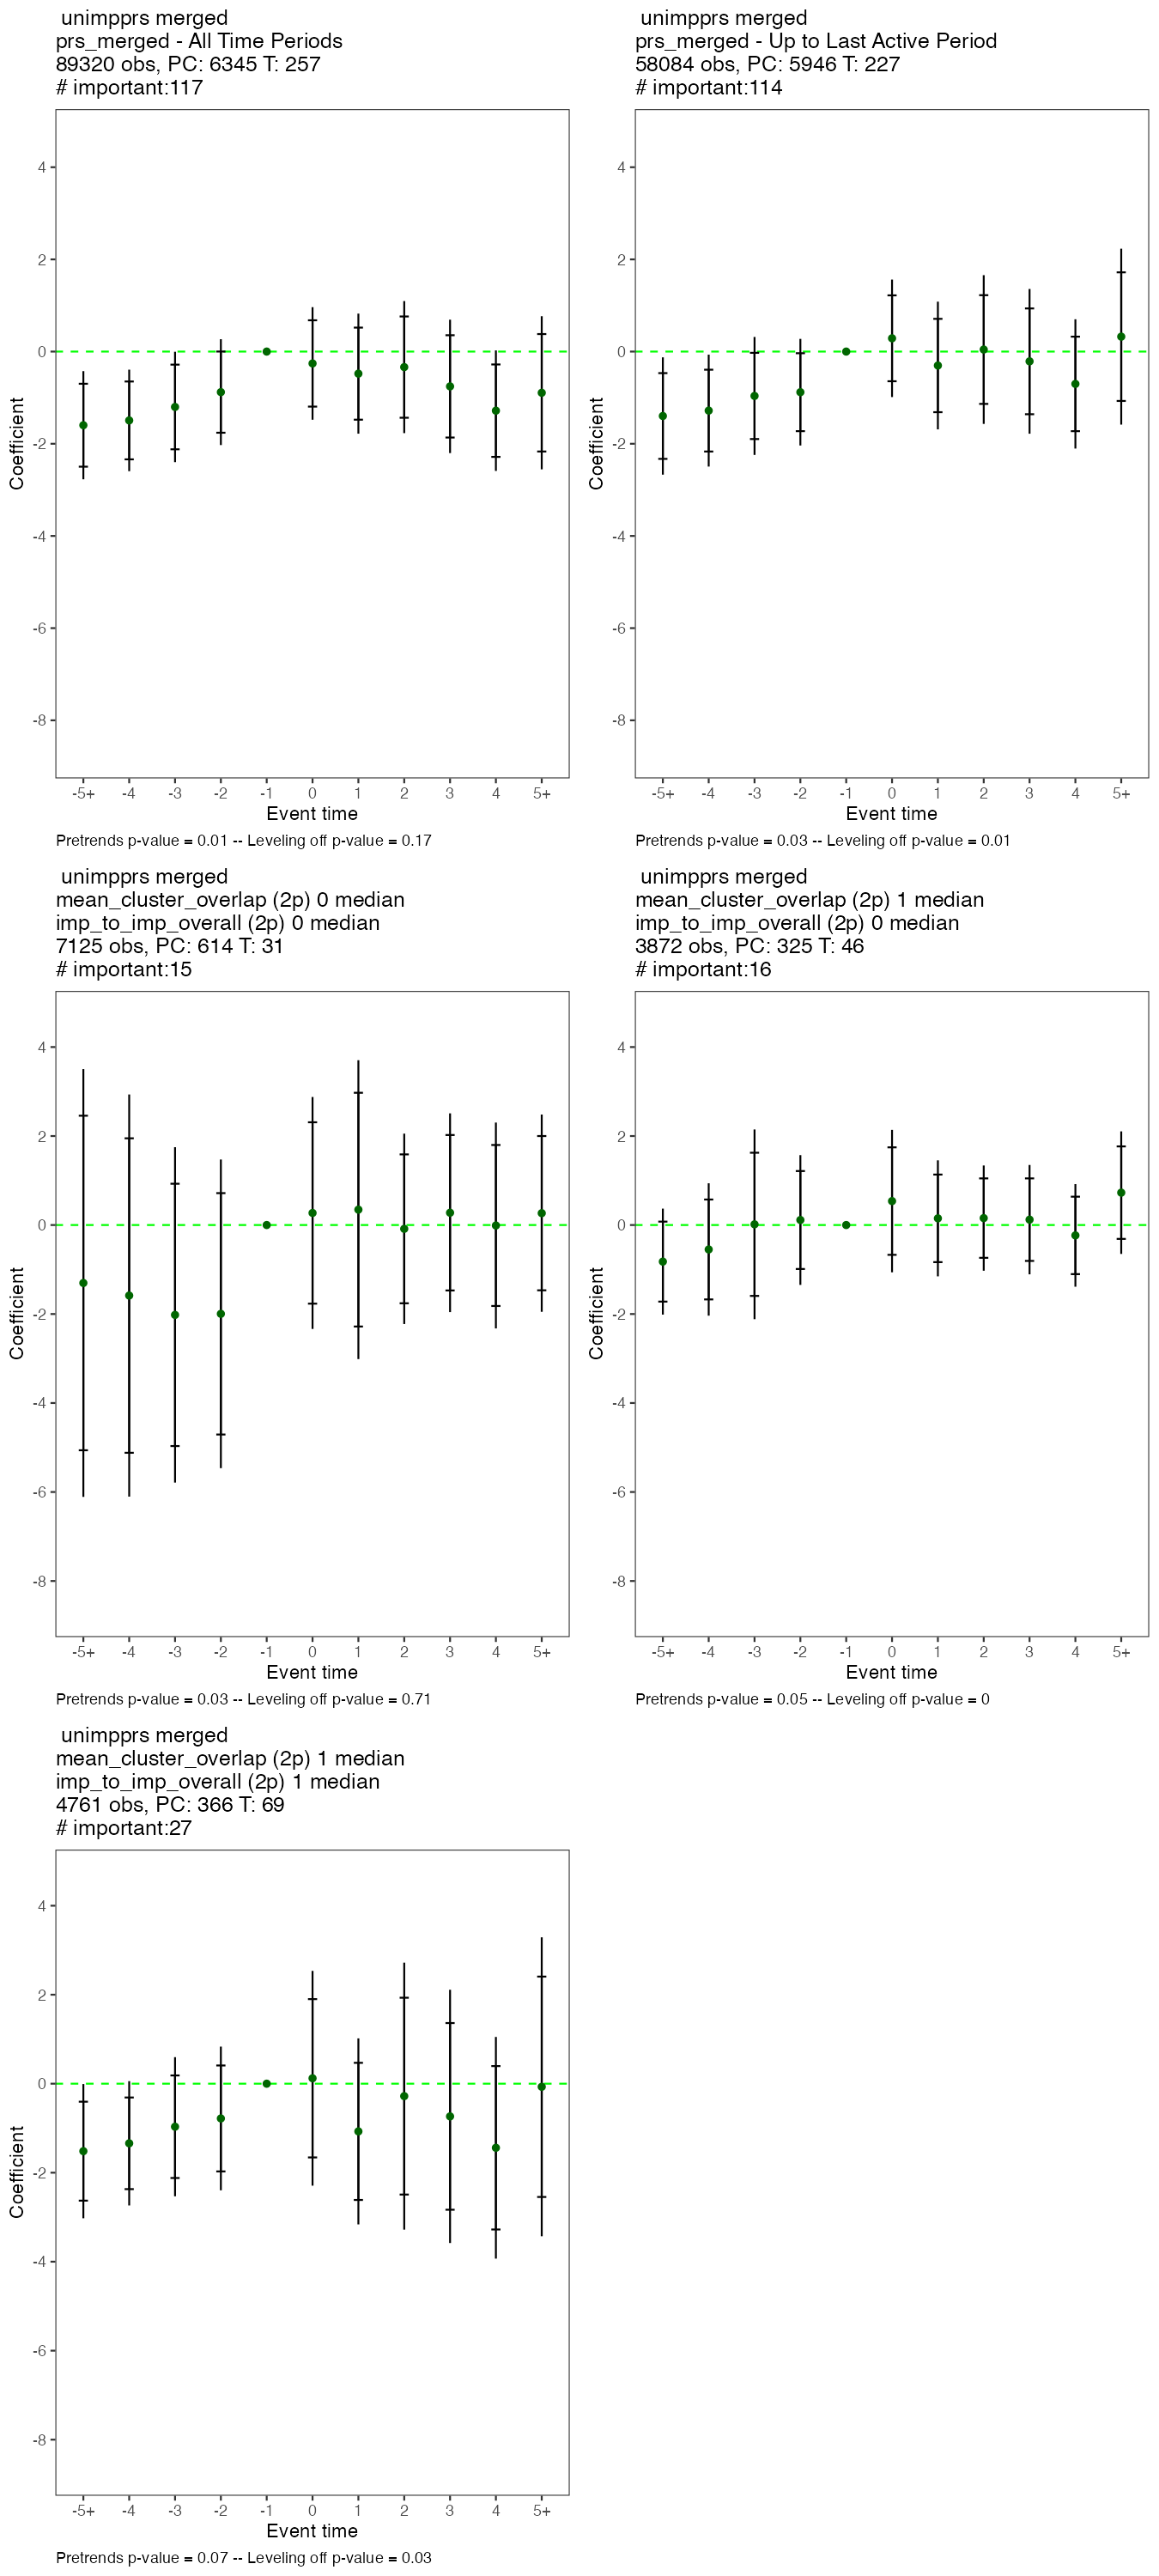 unimpprs merged
prs_merged - All Time Periods
89320 obs, PC: 6345 T: 257
# important:117
4
2
0
-2
-4
-6
-8
Coefficient
-5+ -4 -3 -2 -1 0 1 2 3 4 5+
Event time
Pretrends p-value = 0.01 -- Leveling off p-value = 0.17
unimpprs merged
prs_merged - Up to Last Active Period
58084 obs, PC: 5946 T: 227
# important:114
4
2
0
-2
-4
-6
-8
Coefficient
-5+ -4 -3 -2 -1 0 1 2 3 4 5+
Event time
Pretrends p-value = 0.03 -- Leveling off p-value = 0.01
unimpprs merged
mean_cluster_overlap (2p) 0 median
imp_to_imp_overall (2p) 0 median
7125 obs, PC: 614 T: 31
# important:15
4
2
0
-2
-4
-6
-8
Coefficient
-5+ -4 -3 -2 -1 0 1 2 3 4 5+
Event time
Pretrends p-value = 0.03 -- Leveling off p-value = 0.71
unimpprs merged
mean_cluster_overlap (2p) 1 median
imp_to_imp_overall (2p) 0 median
3872 obs, PC: 325 T: 46
# important:16
4
2
0
-2
-4
-6
-8
Coefficient
-5+ -4 -3 -2 -1 0 1 2 3 4 5+
Event time
Pretrends p-value = 0.05 -- Leveling off p-value = 0
unimpprs merged
mean_cluster_overlap (2p) 1 median
imp_to_imp_overall (2p) 1 median
4761 obs, PC: 366 T: 69
# important:27
4
2
0
-2
-4
-6
-8
Coefficient
-5+ -4 -3 -2 -1 0 1 2 3 4 5+
Event time
Pretrends p-value = 0.07 -- Leveling off p-value = 0.03